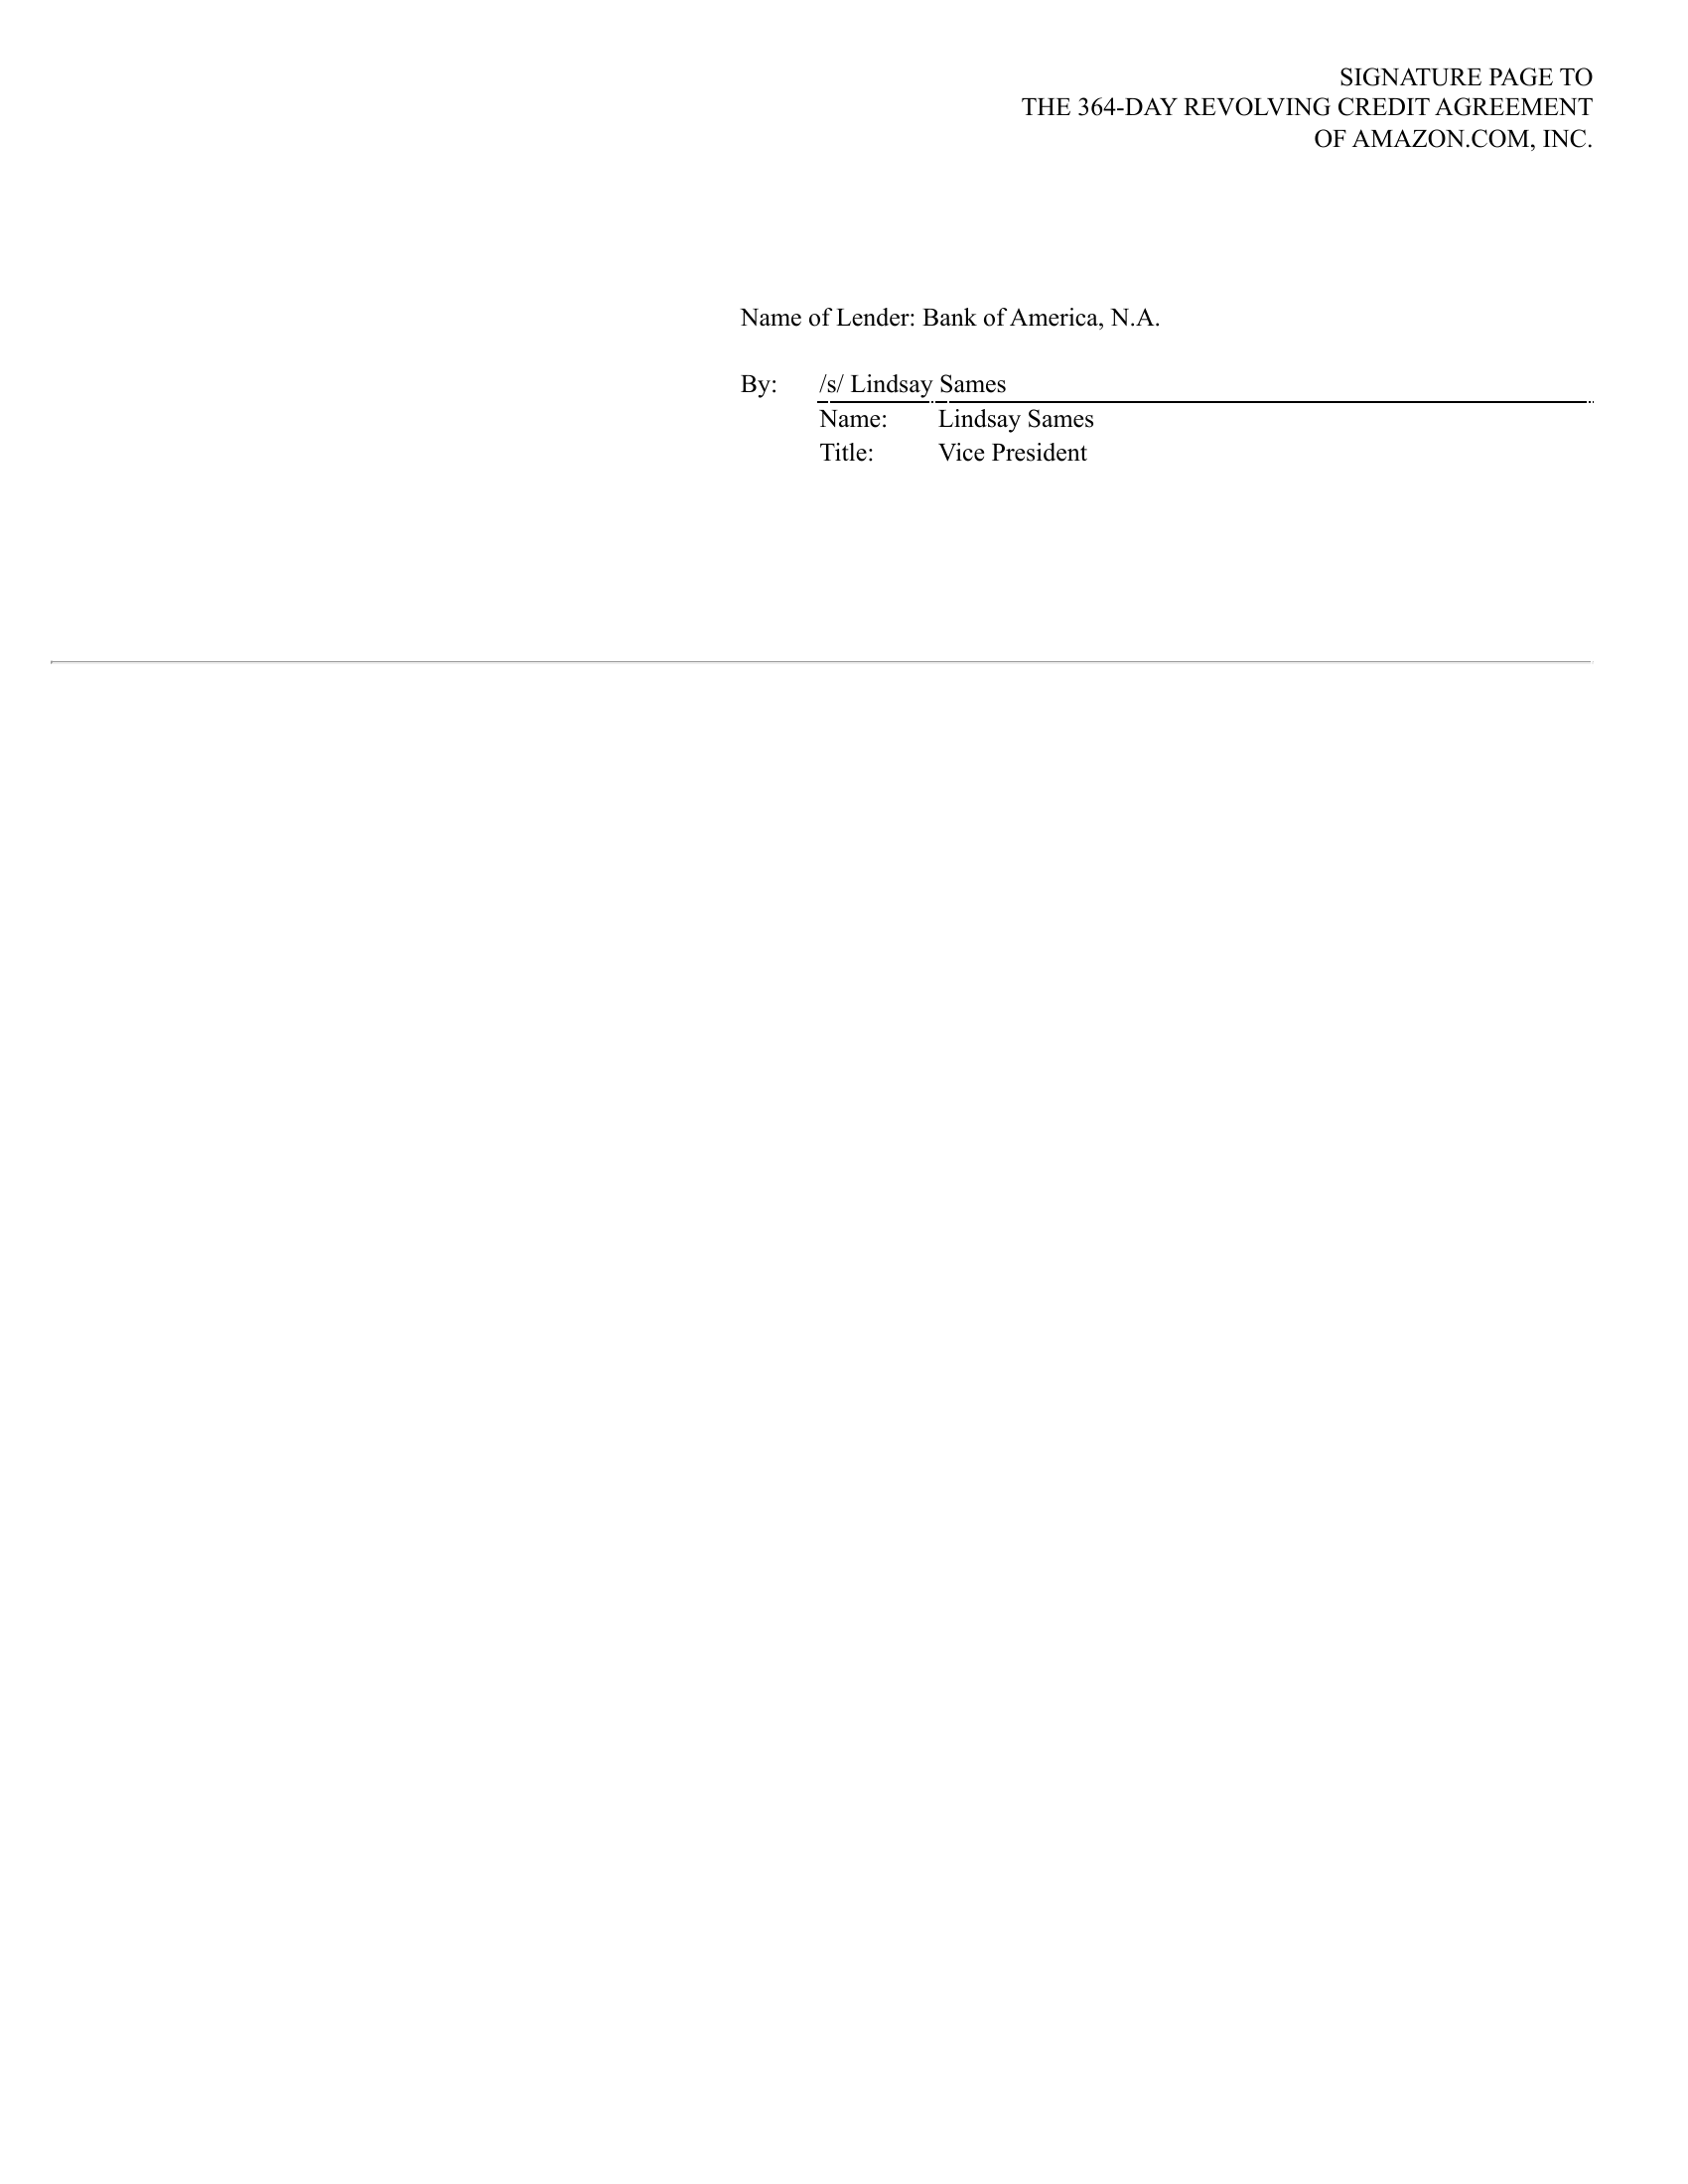 SIGNATURE PAGE TO
THE 364-DAY REVOLVING CREDIT AGREEMENT
OF AMAZON.COM, INC.
Name of Lender: Bank of America, N.A.
By: /s/ Lindsay Sames
Name: Lindsay Sames
Title: Vice President